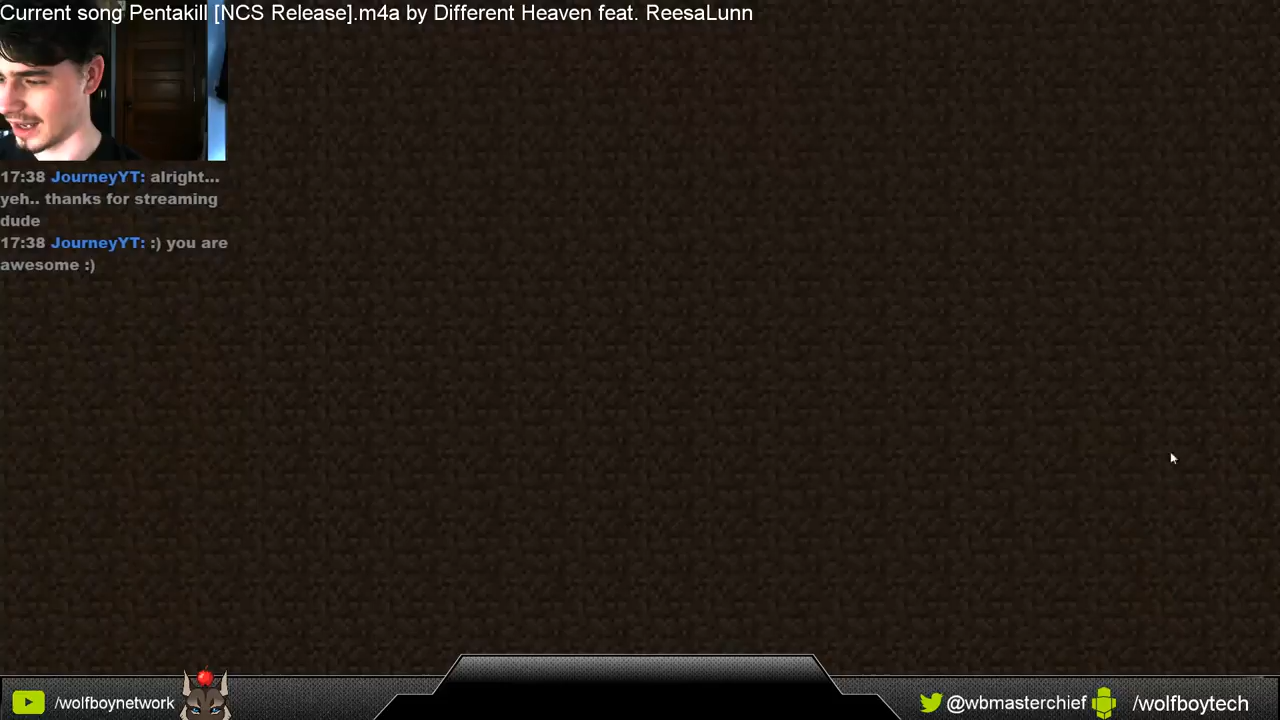 Current song Pentakill [NCS Release].m4a by Different Heaven feat. ReesaLunn
17:38 JourneyYT: alright...
yeh.. thanks for streaming
dude
17:38 JourneyYT: :) you are
awesome :)
/wolfboynetwork
@wbmasterchief
/wolfboytech